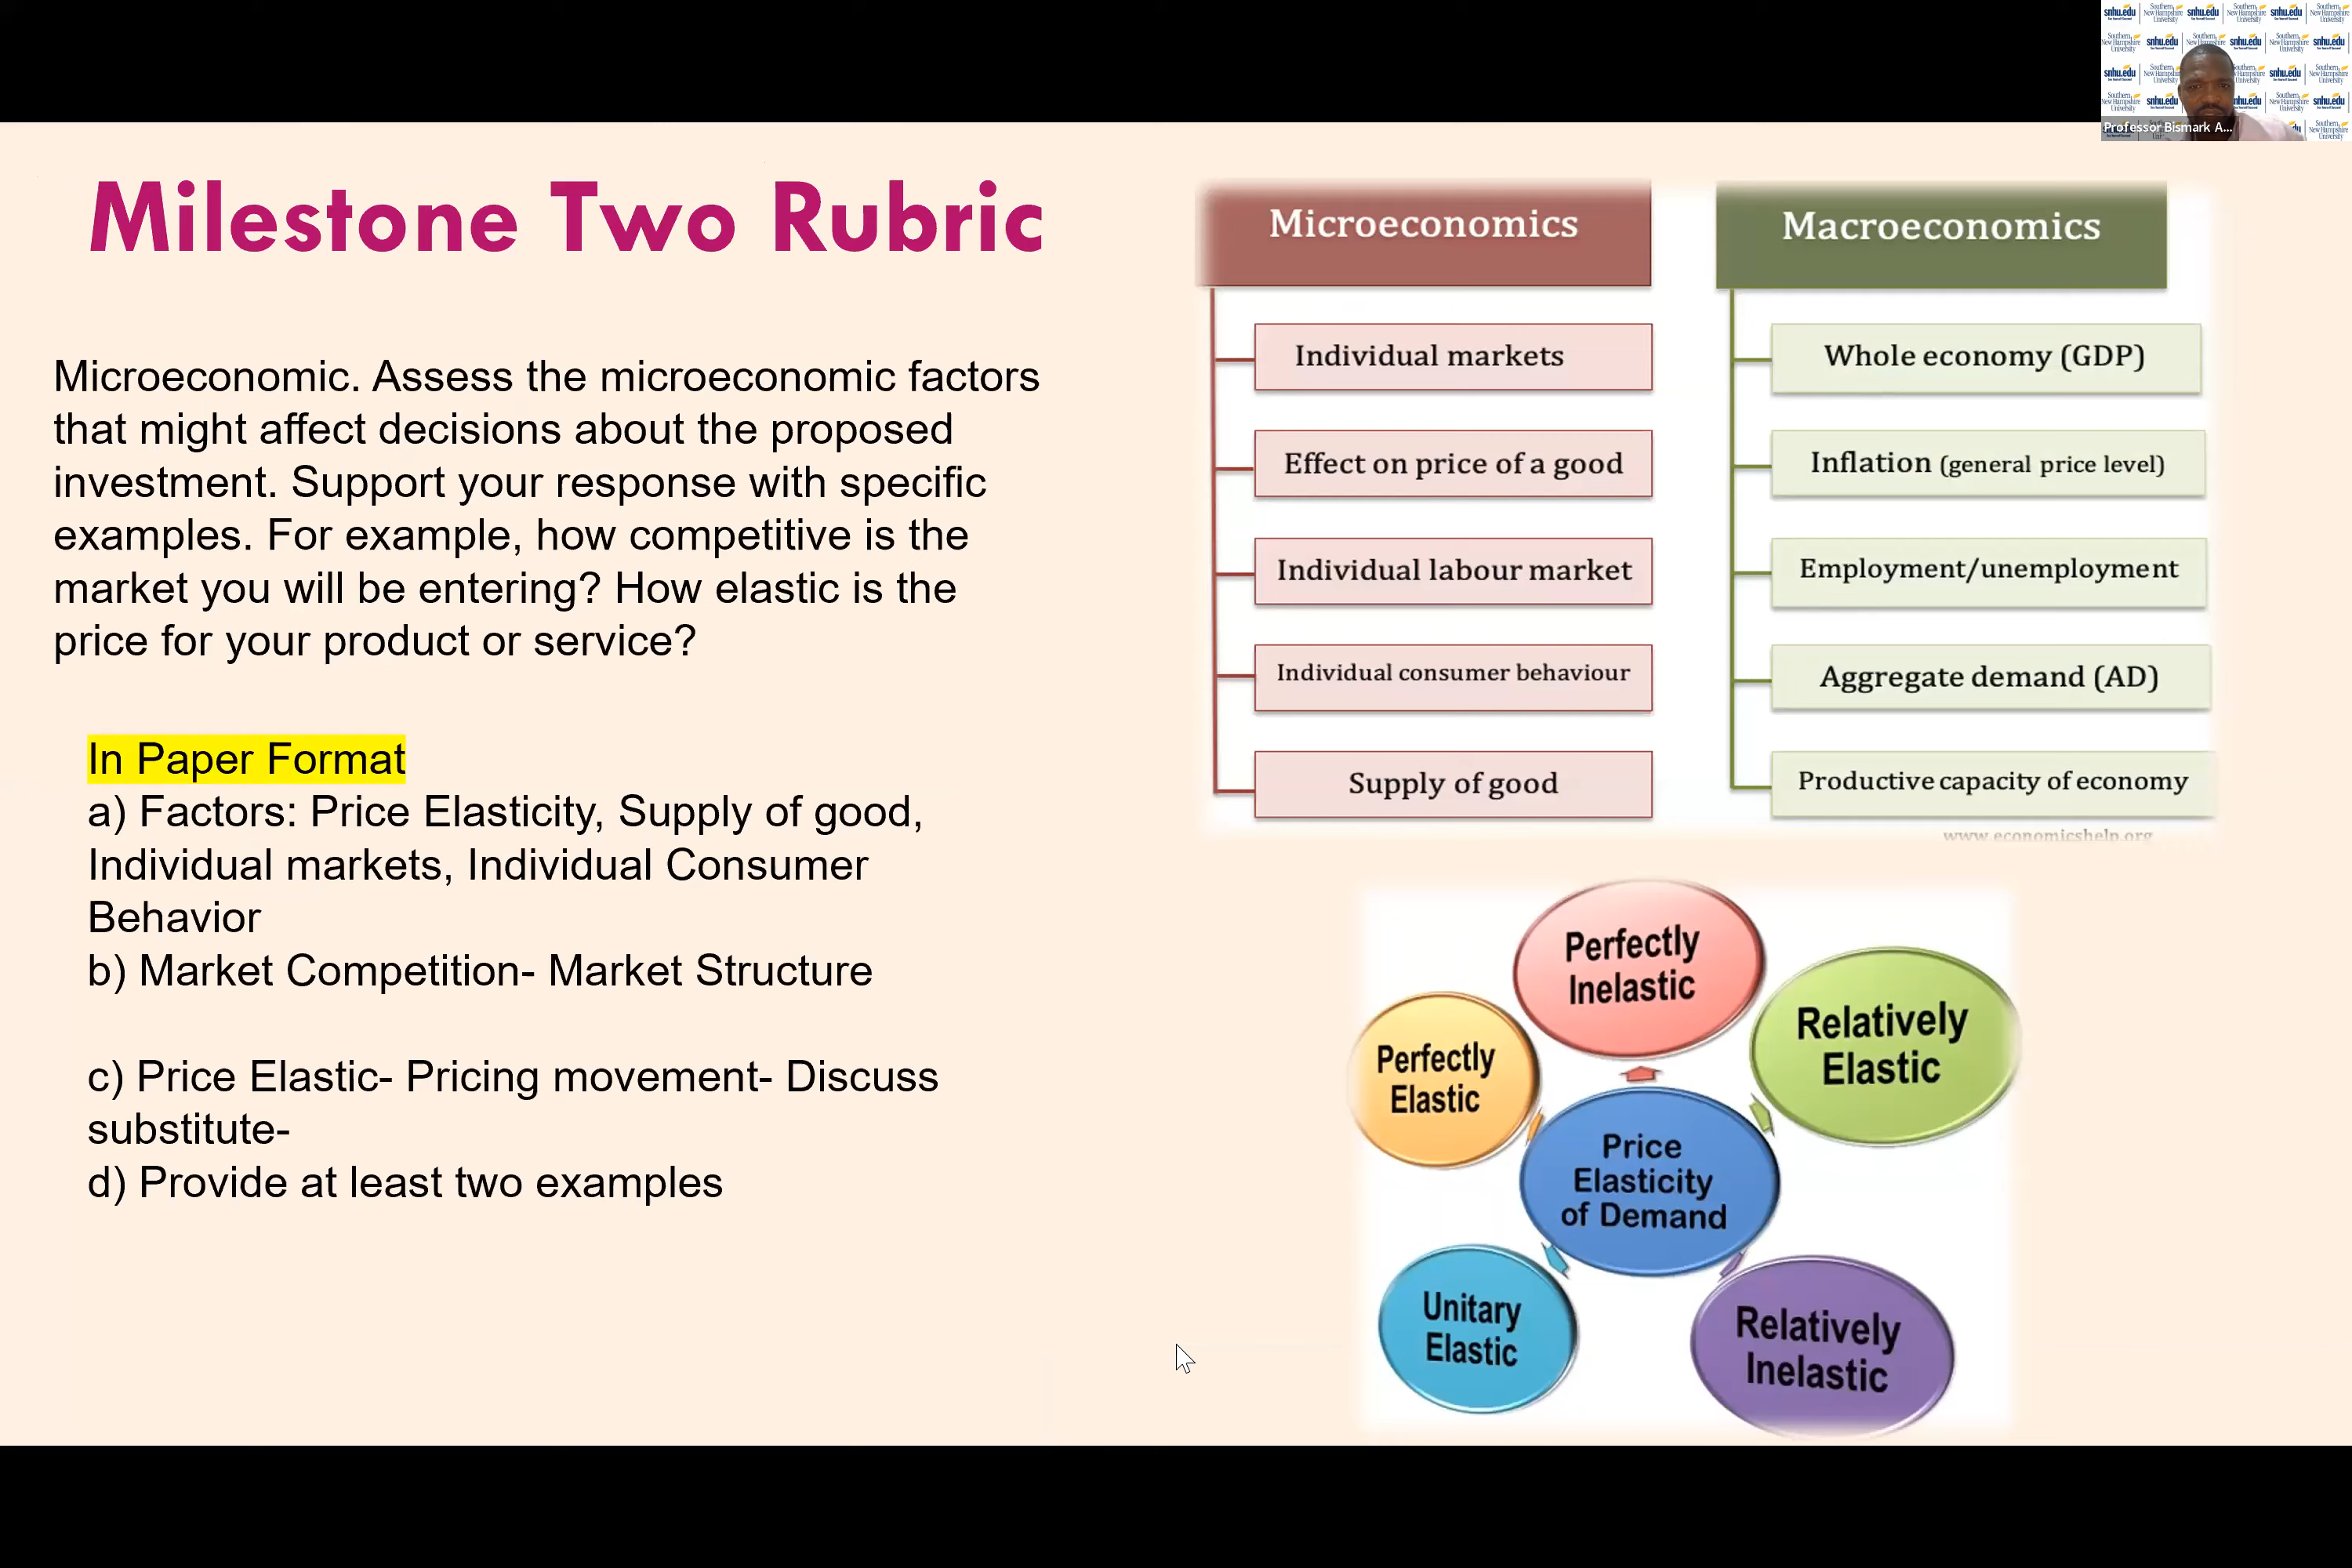 snhu.edu
Southern New Hampshire University
Professor Bismark A...
Milestone Two Rubric
Microeconomic. Assess the microeconomic factors
that might affect decisions about the proposed
investment. Support your response with specific
examples. For example, how competitive is the
market you will be entering? How elastic is the
price for your product or service?
In Paper Format
a) Factors: Price Elasticity, Supply of good,
Individual markets, Individual Consumer
Behavior
b) Market Competition- Market Structure
c) Price Elastic- Pricing movement- Discuss
substitute-
d) Provide at least two examples
Microeconomics
Individual markets
Effect on price of a good
Individual labour market
Individual consumer behaviour
Supply of good
Macroeconomics
Whole economy (GDP)
Inflation (general price level)
Employment/unemployment
Aggregate demand (AD)
Productive capacity of economy
www.economicshelp.org
Perfectly
Inelastic
Relatively
Elastic
Perfectly
Elastic
Price
Elasticity
of Demand
Unitary
Elastic
Relatively
Inelastic